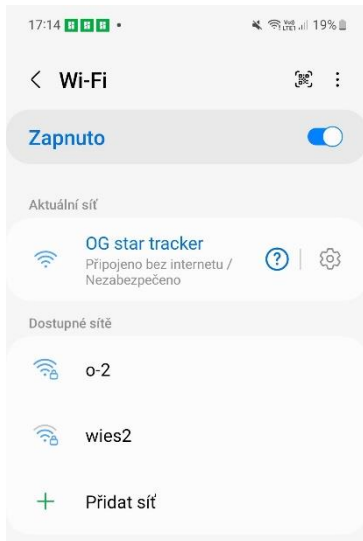 17:14 19%
Wi-Fi
Zapnuto
Aktuální síť
OG star tracker
Připojeno bez internetu /
Nezabezpečeno
Dostupné sítě
o-2
wies2
Přidat síť